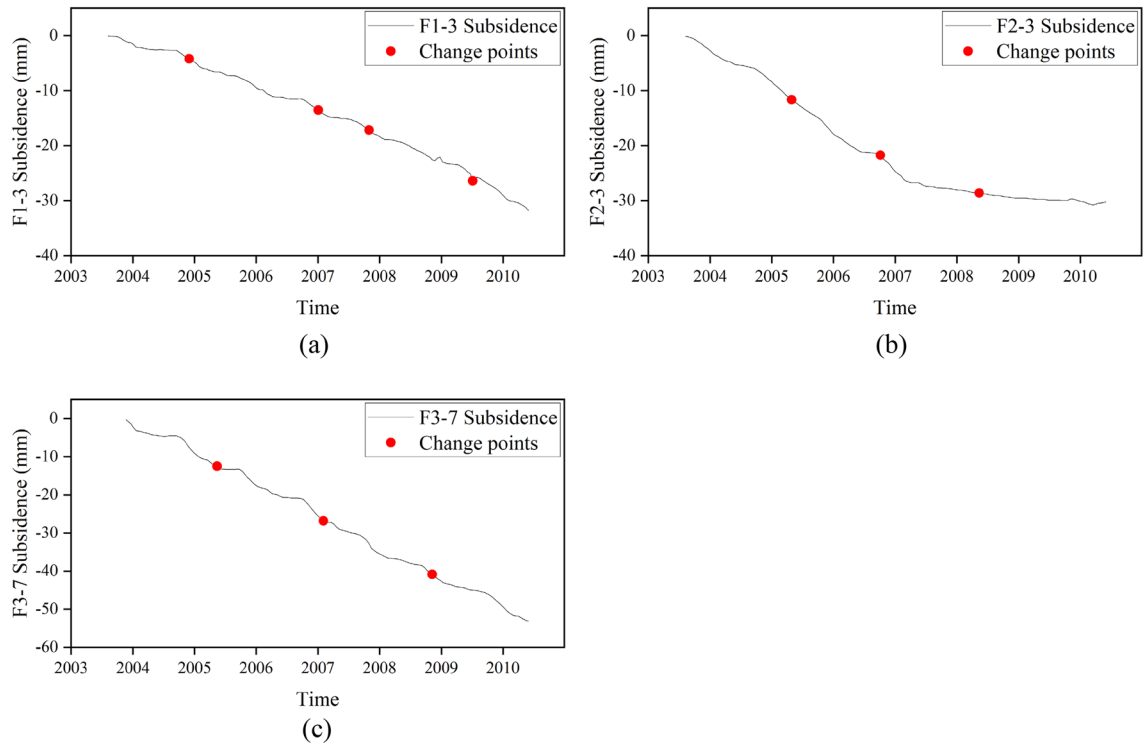 F1-3 Subsidence
Change points
F1-3 Subsidence (mm)
0
-10
-20
-30
-40
2003 2004 2005 2006 2007 2008 2009 2010
Time
(a)
F2-3 Subsidence
Change points
F2-3 Subsidence (mm)
0
-10
-20
-30
-40
2003 2004 2005 2006 2007 2008 2009 2010
Time
(b)
F3-7 Subsidence
Change points
F3-7 Subsidence (mm)
0
-10
-20
-30
-40
-50
-60
2003 2004 2005 2006 2007 2008 2009 2010
Time
(c)